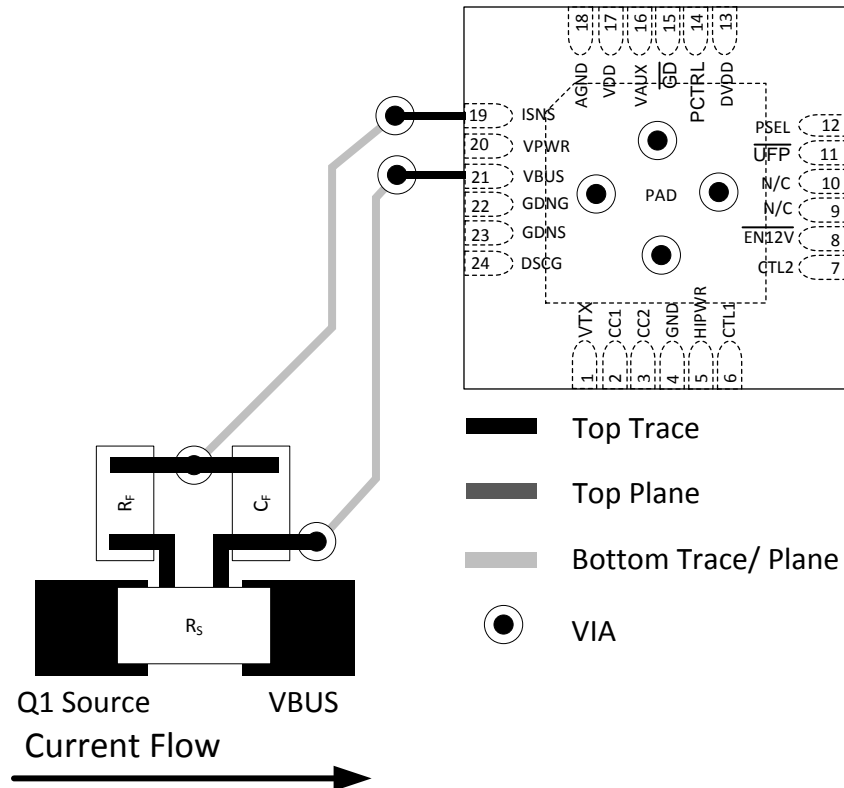 18
17
16
15
14
13
AGND
VDD
VAUX
GD
PCTRL
DVDD
19 ISNS
20 VPWR
21 VBUS
22 GDNG
23 GDNS
24 DSCG
PAD
PSEL 12
UFP 11
N/C 10
N/C 9
EN12V 8
CTL2 7
VTX
CC1
CC2
GND
HIPWR
CTL1
1
2
3
4
5
6
Top Trace
Top Plane
Bottom Trace/ Plane
VIA
RF
CF
RS
Q1 Source
VBUS
Current Flow